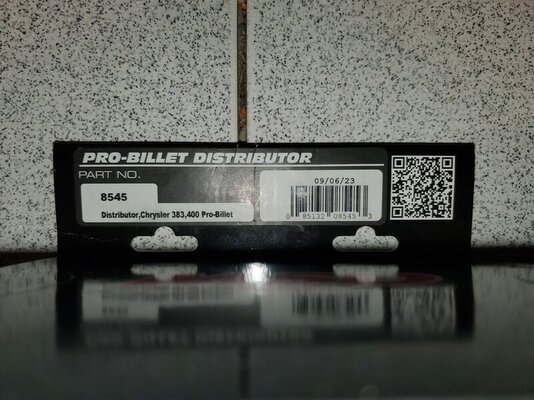 PRO-BILLET DISTRIBUTOR
PART NO.
8545
Distributor,Chrysler 383,400 Pro-Billet
09/06/23
0 85132 08545 3